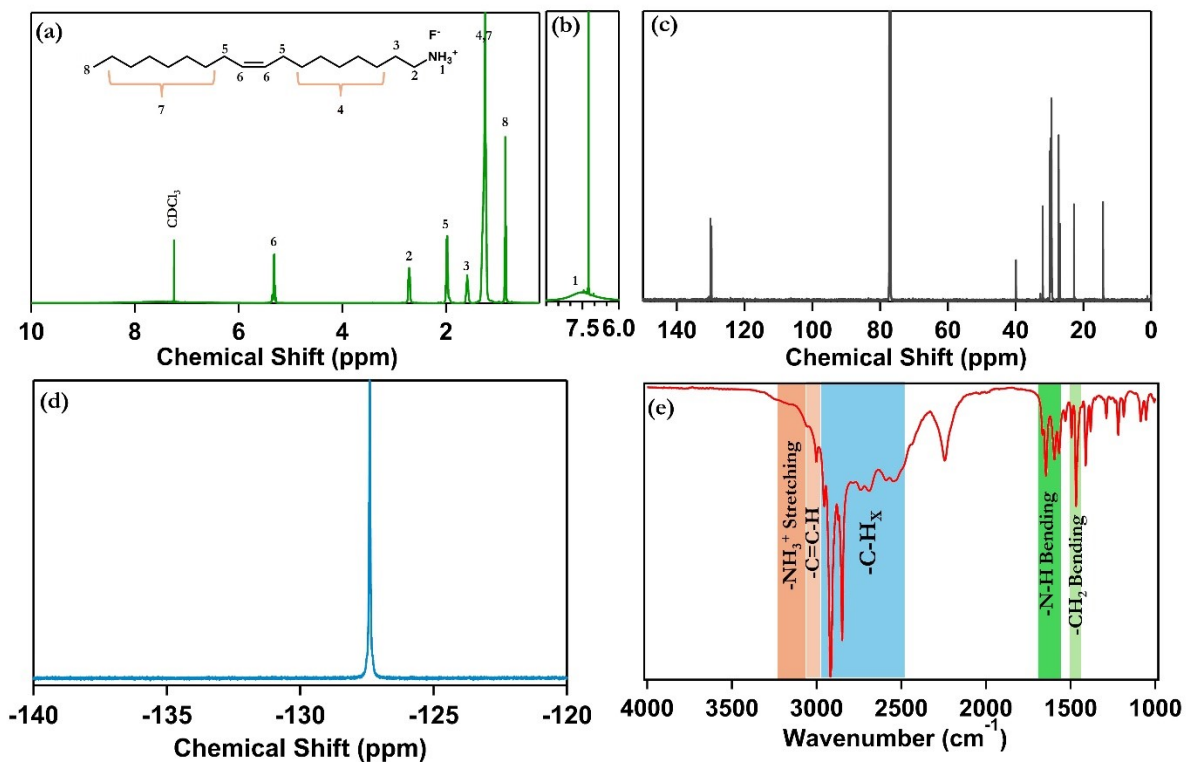 (a)
F-
NH3+
8
7
5
6
6
5
4
3
2
1
CDCl3
6
2
5
3
4,7
8
10
8
6
4
2
Chemical Shift (ppm)
(b)
1
7.5
6.0
(c)
140
120
100
80
60
40
20
0
Chemical Shift (ppm)
(d)
-140
-135
-130
-125
-120
Chemical Shift (ppm)
(e)
-NH3+ Stretching
-C=C-H
-C-HX
-N-H Bending
-CH2 Bending
4000
3500
3000
2500
2000
1500
1000
Wavenumber (cm-1)